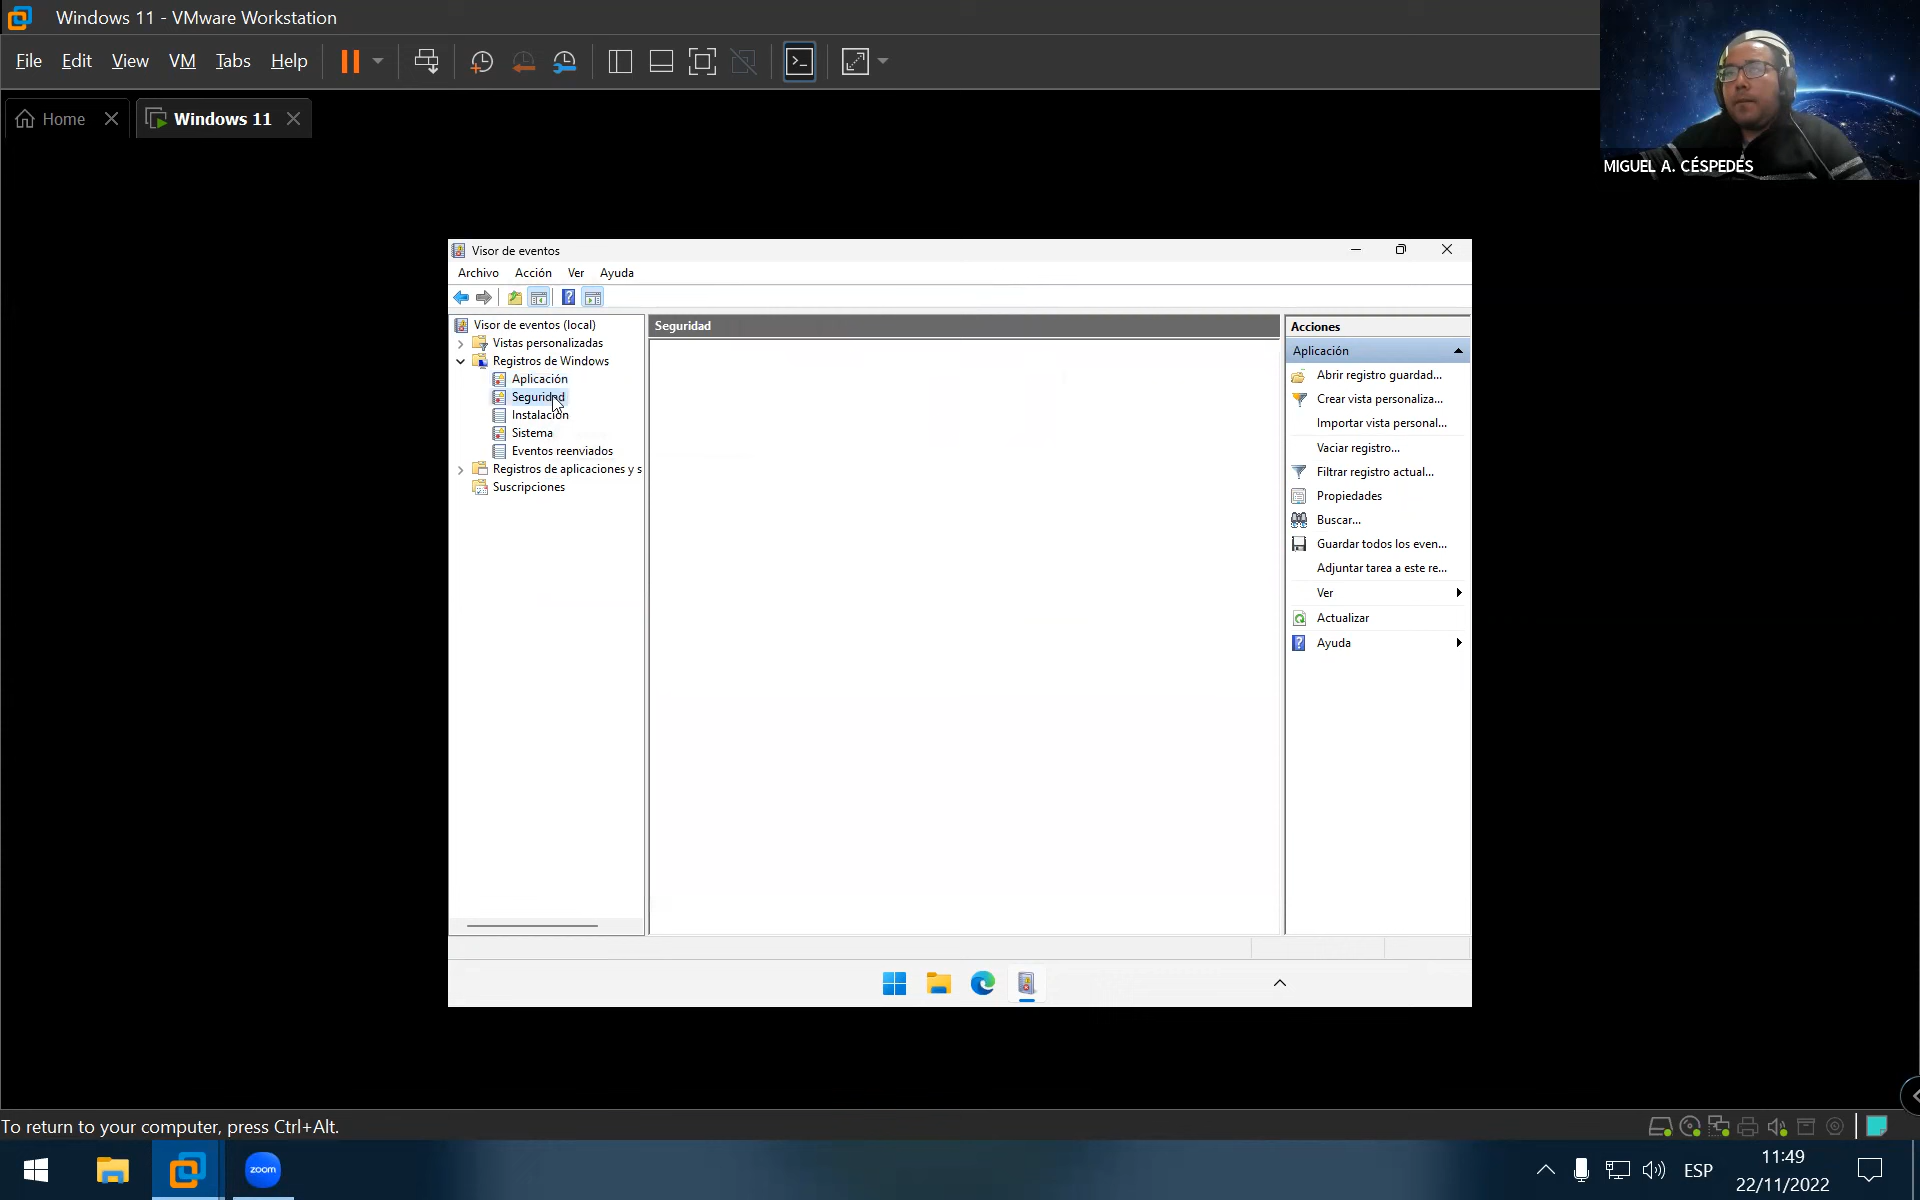 Windows 11 - VMware Workstation
File Edit View VM Tabs Help
Home Windows 11
MIGUEL A. CÉSPEDES
Visor de eventos
Archivo Acción Ver Ayuda
Visor de eventos (local)
Vistas personalizadas
Registros de Windows
Aplicación
Seguridad
Instalación
Sistema
Eventos reenviados
Registros de aplicaciones y s
Suscripciones
Seguridad
Acciones
Aplicación
Abrir registro guardad...
Crear vista personaliza...
Importar vista personal...
Vaciar registro...
Filtrar registro actual...
Propiedades
Buscar...
Guardar todos los even...
Adjuntar tarea a este re...
Ver
Actualizar
Ayuda
To return to your computer, press Ctrl+Alt.
zoom
ESP
11:49
22/11/2022